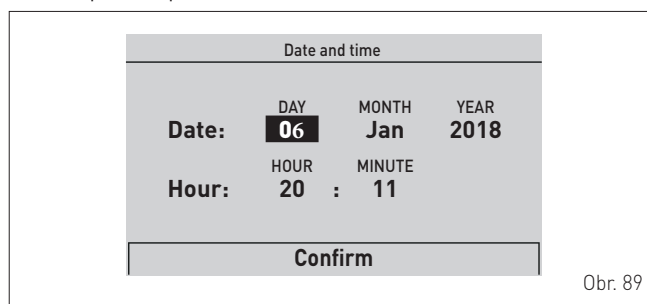 Date and time
DAY MONTH YEAR
Date: 06 Jan 2018
HOUR MINUTE
Hour: 20 : 11
Confirm
Obr. 89